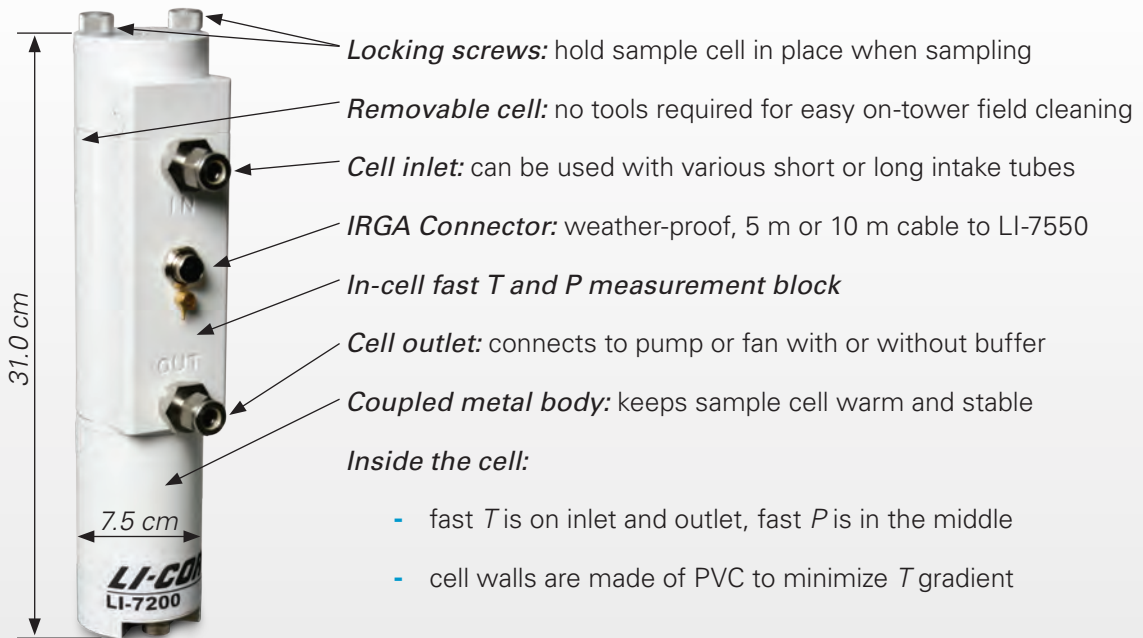 Locking screws: hold sample cell in place when sampling
Removable cell: no tools required for easy on-tower field cleaning
Cell inlet: can be used with various short or long intake tubes
IN
IRGA Connector: weather-proof, 5 m or 10 m cable to LI-7550
In-cell fast T and P measurement block
31.0 cm
Cell outlet: connects to pump or fan with or without buffer
OUT
Coupled metal body: keeps sample cell warm and stable
Inside the cell:
7.5 cm
- fast T is on inlet and outlet, fast P is in the middle
- cell walls are made of PVC to minimize T gradient
LI-COR
LI-7200